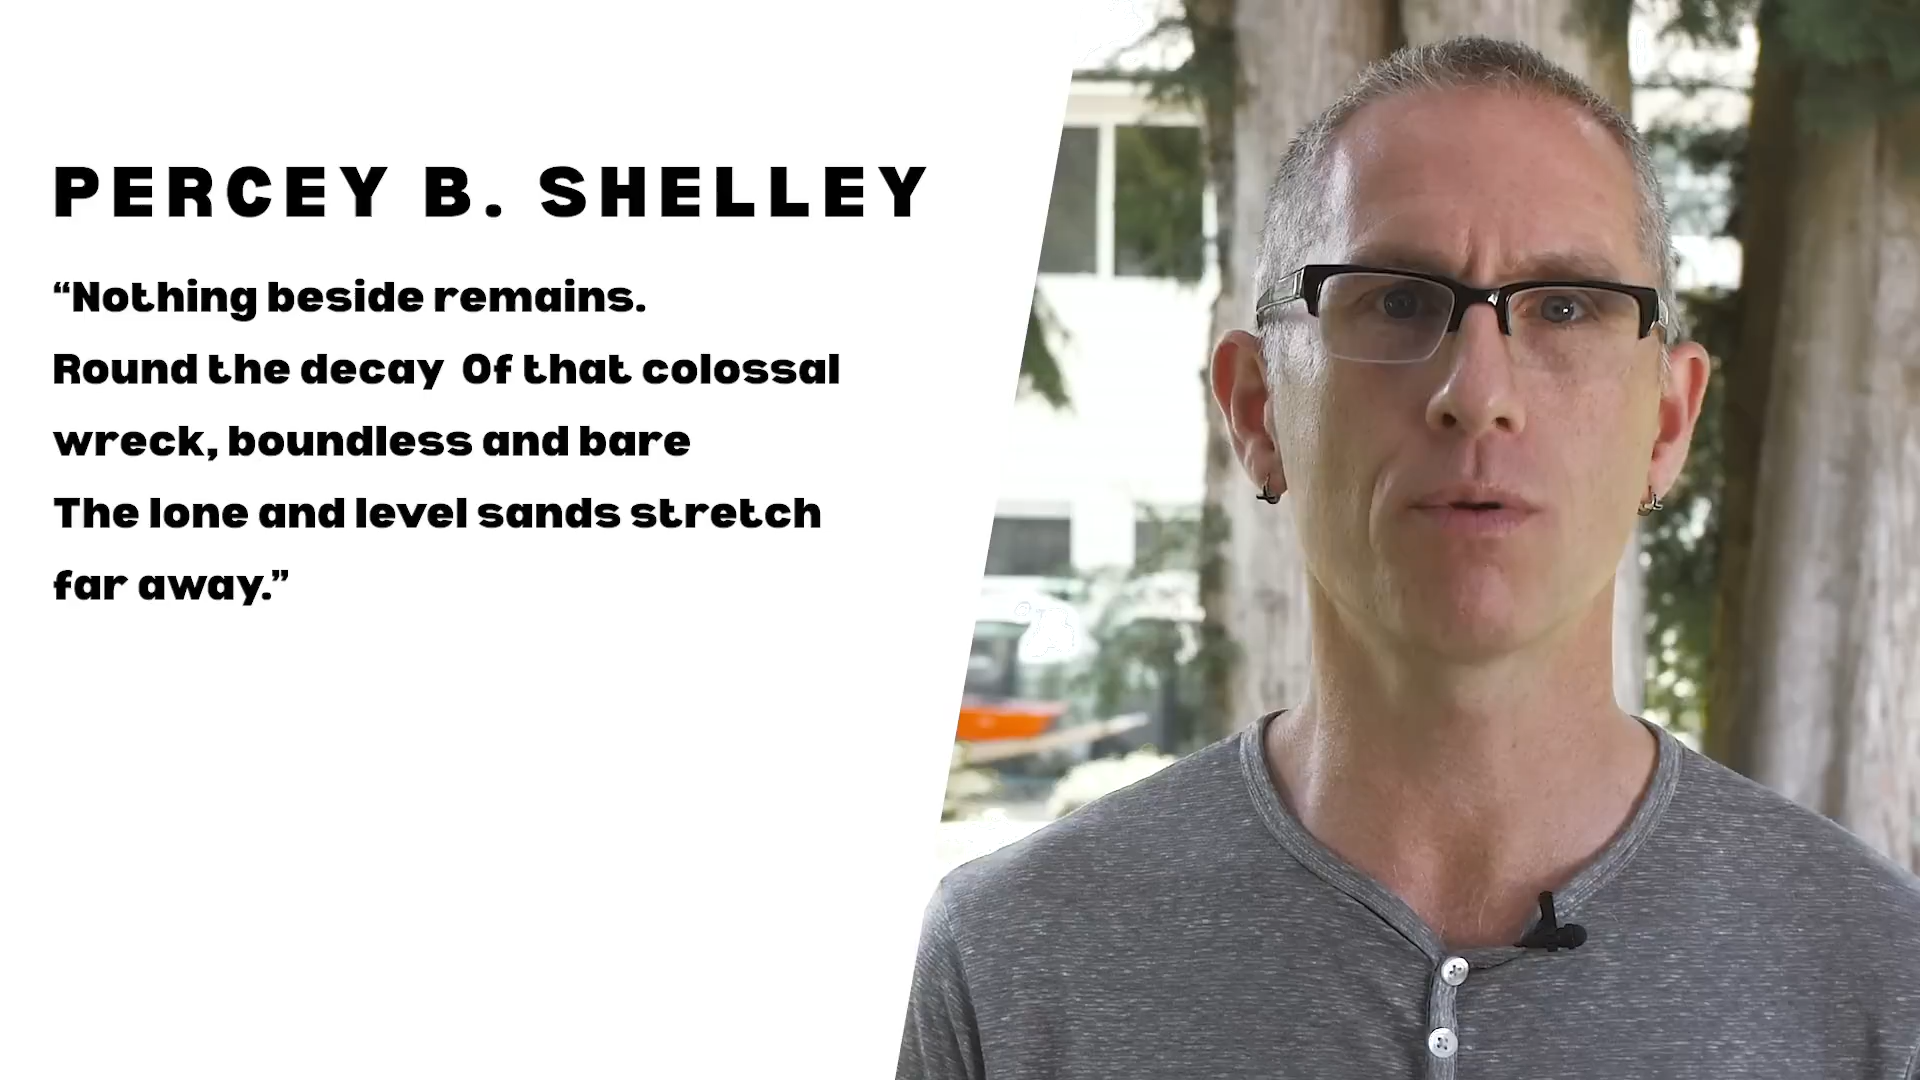 PERCEY B. SHELLEY
“Nothing beside remains.
Round the decay Of that colossal
wreck, boundless and bare
The lone and level sands stretch
far away.”